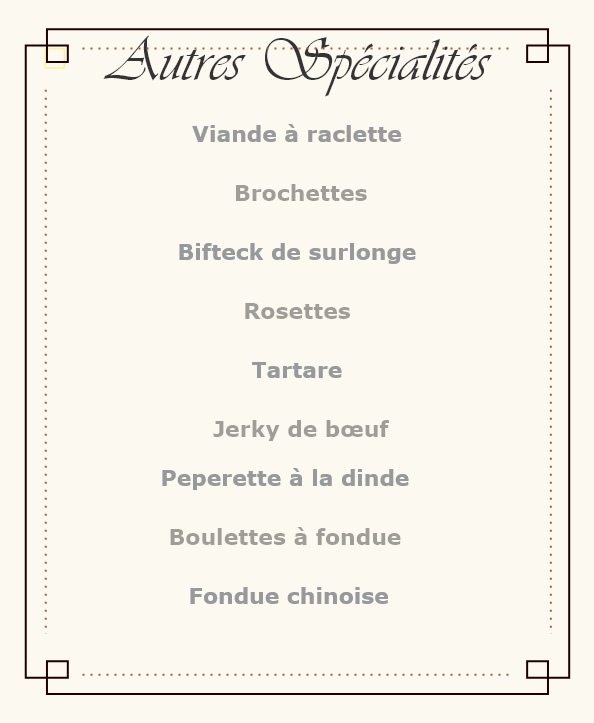 Autres Spécialités
Viande à raclette
Brochettes
Bifteck de surlonge
Rosettes
Tartare
Jerky de bœuf
Peperette à la dinde
Boulettes à fondue
Fondue chinoise